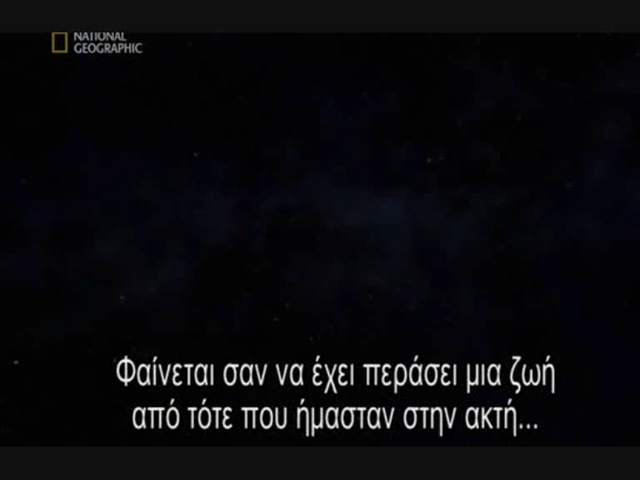 NATIONAL
GEOGRAPHIC
Φαίνεται σαν να έχει περάσει μια ζωή
από τότε που ήμασταν στην ακτή...